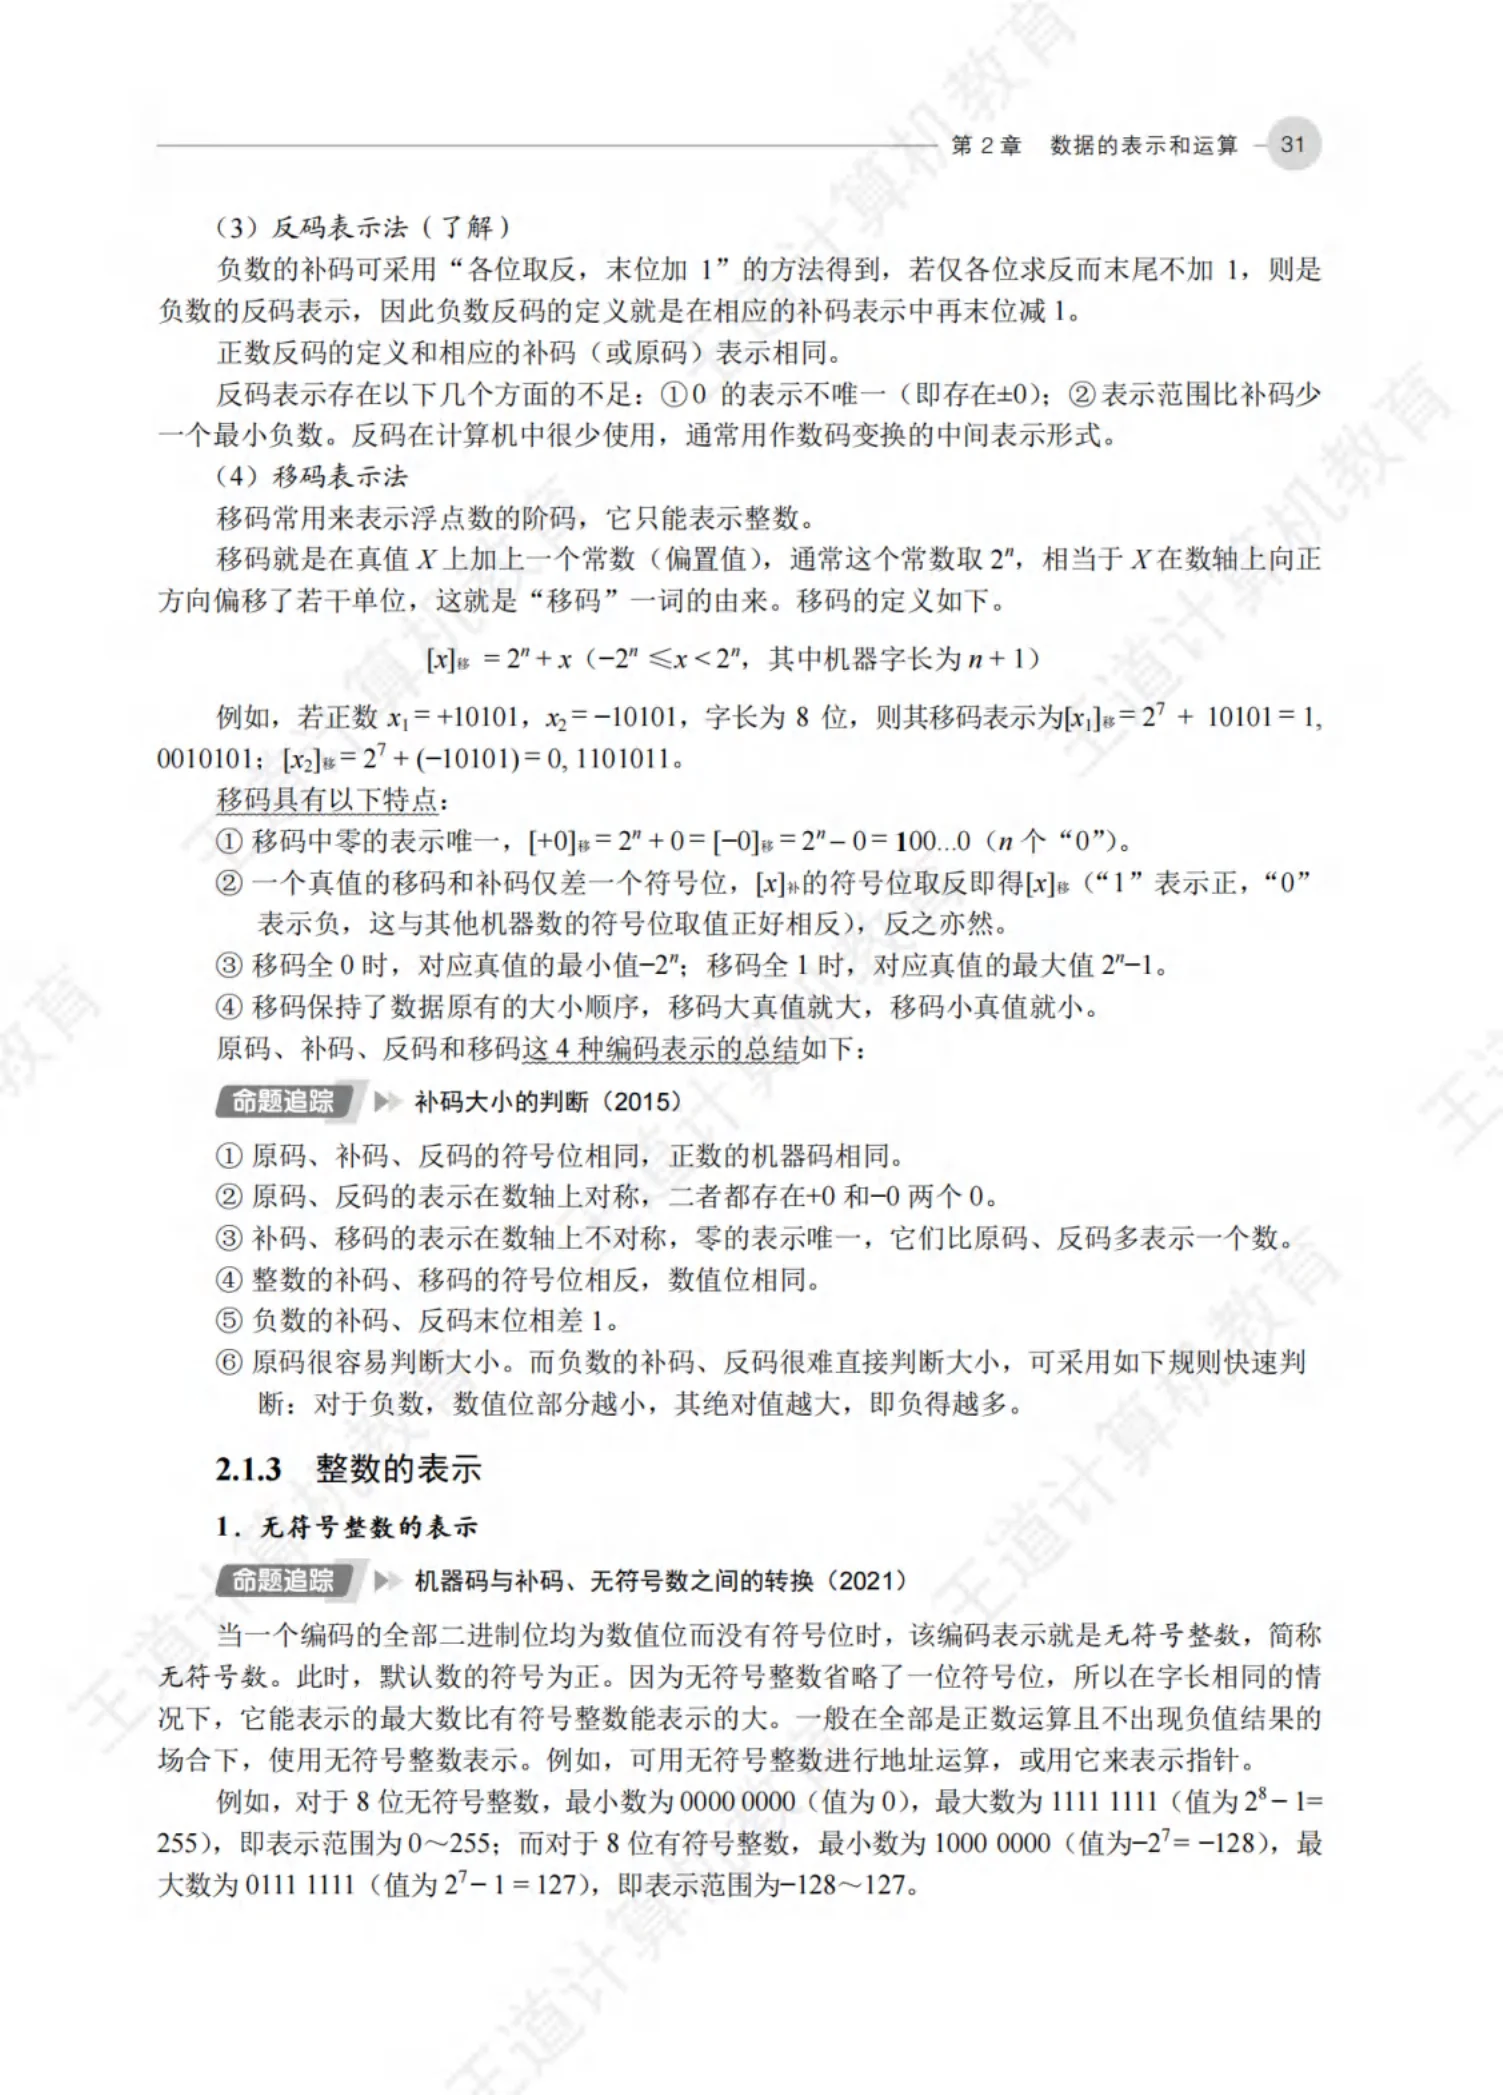 第 2 章 数据的表示和运算 31
（3）反码表示法（了解）
负数的补码可采用“各位取反，末位加 1”的方法得到，若仅各位求反而末尾不加 1，则是
负数的反码表示，因此负数反码的定义就是在相应的补码表示中再末位减 1。
正数反码的定义和相应的补码（或原码）表示相同。
反码表示存在以下几个方面的不足：①0 的表示不唯一（即存在±0）；②表示范围比补码少
一个最小负数。反码在计算机中很少使用，通常用作数码变换的中间表示形式。
（4）移码表示法
移码常用来表示浮点数的阶码，它只能表示整数。
移码就是在真值 X 上加上一个常数（偏置值），通常这个常数取 2ⁿ，相当于 X 在数轴上向正
方向偏移了若干单位，这就是“移码”一词的由来。移码的定义如下。
[x]移 = 2ⁿ + x（−2ⁿ ≤x < 2ⁿ，其中机器字长为 n + 1）
例如，若正数 x₁ = +10101，x₂ = −10101，字长为 8 位，则其移码表示为[x₁]移 = 2⁷ + 10101 = 1,
0010101；[x₂]移 = 2⁷ + (−10101) = 0, 1101011。
移码具有以下特点：
① 移码中零的表示唯一，[+0]移 = 2ⁿ + 0 = [−0]移 = 2ⁿ − 0 = 100…0（n 个“0”）。
② 一个真值的移码和补码仅差一个符号位，[x]补的符号位取反即得[x]移（“1”表示正，“0”
表示负，这与其他机器数的符号位取值正好相反），反之亦然。
③ 移码全 0 时，对应真值的最小值−2ⁿ；移码全 1 时，对应真值的最大值 2ⁿ−1。
④ 移码保持了数据原有的大小顺序，移码大真值就大，移码小真值就小。
原码、补码、反码和移码这 4 种编码表示的总结如下：
命题追踪 补码大小的判断（2015）
① 原码、补码、反码的符号位相同，正数的机器码相同。
② 原码、反码的表示在数轴上对称，二者都存在+0 和−0 两个 0。
③ 补码、移码的表示在数轴上不对称，零的表示唯一，它们比原码、反码多表示一个数。
④ 整数的补码、移码的符号位相反，数值位相同。
⑤ 负数的补码、反码末位相差 1。
⑥ 原码很容易判断大小。而负数的补码、反码很难直接判断大小，可采用如下规则快速判
断：对于负数，数值位部分越小，其绝对值越大，即负得越多。
2.1.3 整数的表示
1．无符号整数的表示
命题追踪 机器码与补码、无符号数之间的转换（2021）
当一个编码的全部二进制位均为数值位而没有符号位时，该编码表示就是无符号整数，简称
无符号数。此时，默认数的符号为正。因为无符号整数省略了一位符号位，所以在字长相同的情
况下，它能表示的最大数比有符号整数能表示的大。一般在全部是正数运算且不出现负值结果的
场合下，使用无符号整数表示。例如，可用无符号整数进行地址运算，或用它来表示指针。
例如，对于 8 位无符号整数，最小数为 0000 0000（值为 0），最大数为 1111 1111（值为 2⁸ − 1=
255），即表示范围为 0～255；而对于 8 位有符号整数，最小数为 1000 0000（值为−2⁷ = −128），最
大数为 0111 1111（值为 2⁷ − 1 = 127），即表示范围为−128～127。
王道计算机教育